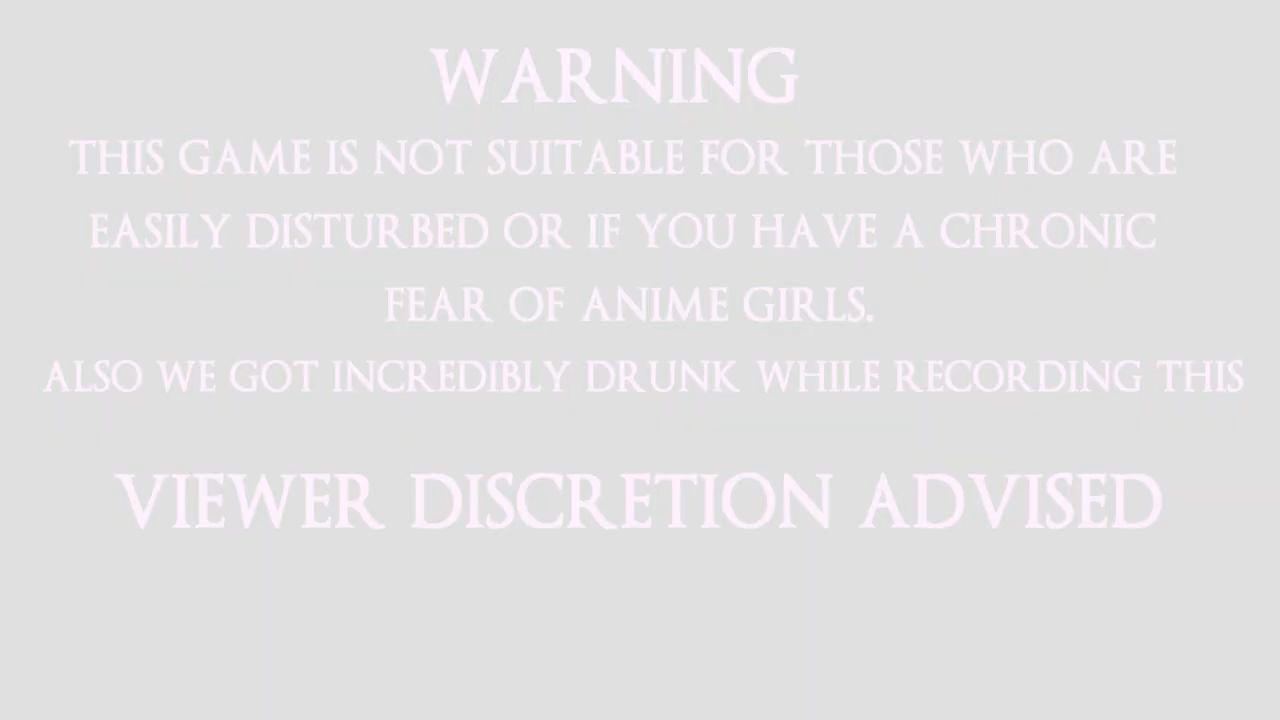 WARNING
THIS GAME IS NOT SUITABLE FOR THOSE WHO ARE
EASILY DISTURBED OR IF YOU HAVE A CHRONIC
FEAR OF ANIME GIRLS.
ALSO WE GOT INCREDIBLY DRUNK WHILE RECORDING THIS
VIEWER DISCRETION ADVISED